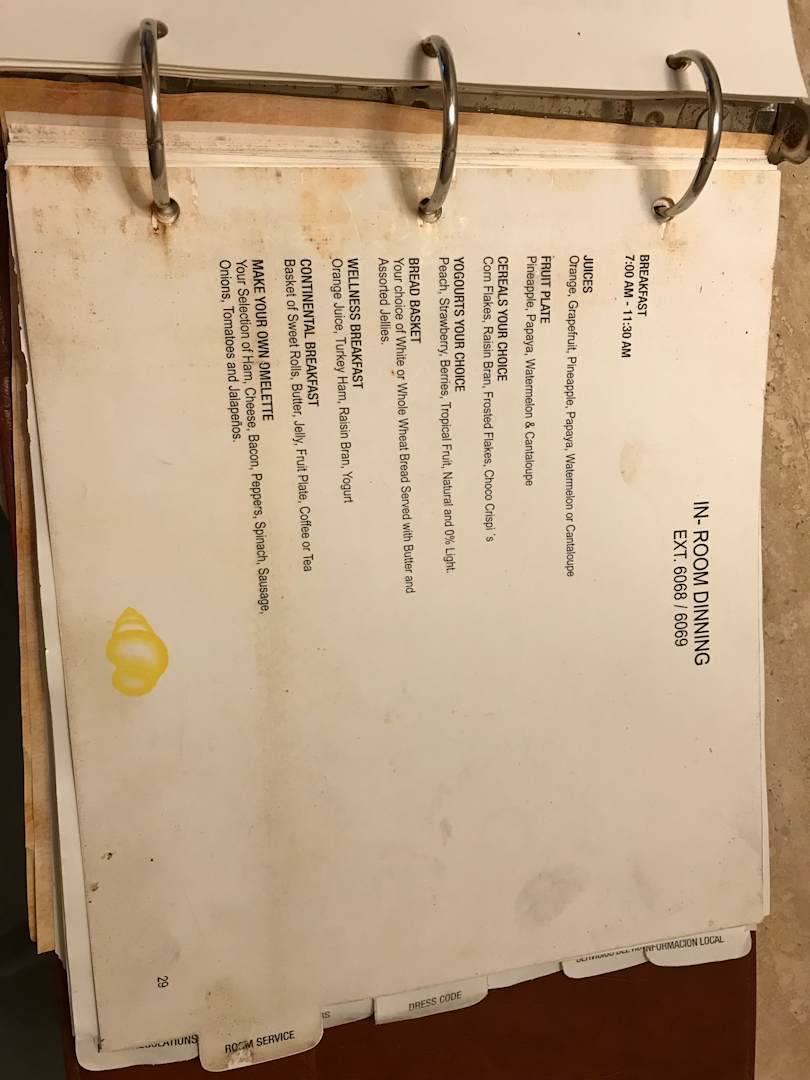 IN- ROOM DINNING
EXT. 6068 / 6069
BREAKFAST
7:00 AM - 11:30 AM
JUICES
Orange, Grapefruit, Pineapple, Papaya, Watermelon or Cantaloupe
FRUIT PLATE
Pineapple, Papaya, Watermelon & Cantaloupe
CEREALS YOUR CHOICE
Corn Flakes, Raisin Bran, Frosted Flakes, Choco Crispi ´s
YOGOURTS YOUR CHOICE
Peach, Strawberry, Berries, Tropical Fruit, Natural and 0% Light.
BREAD BASKET
Your choice of White or Whole Wheat Bread Served with Butter and
Assorted Jellies.
WELLNESS BREAKFAST
Orange Juice, Turkey Ham, Raisin Bran, Yogurt
CONTINENTAL BREAKFAST
Basket of Sweet Rolls, Butter, Jelly, Fruit Plate, Coffee or Tea
MAKE YOUR OWN OMELETTE
Your Selection of Ham, Cheese, Bacon, Peppers, Spinach, Sausage,
Onions, Tomatoes and Jalapeños.
29
INFORMACION LOCAL
DRESS CODE
ROOM SERVICE